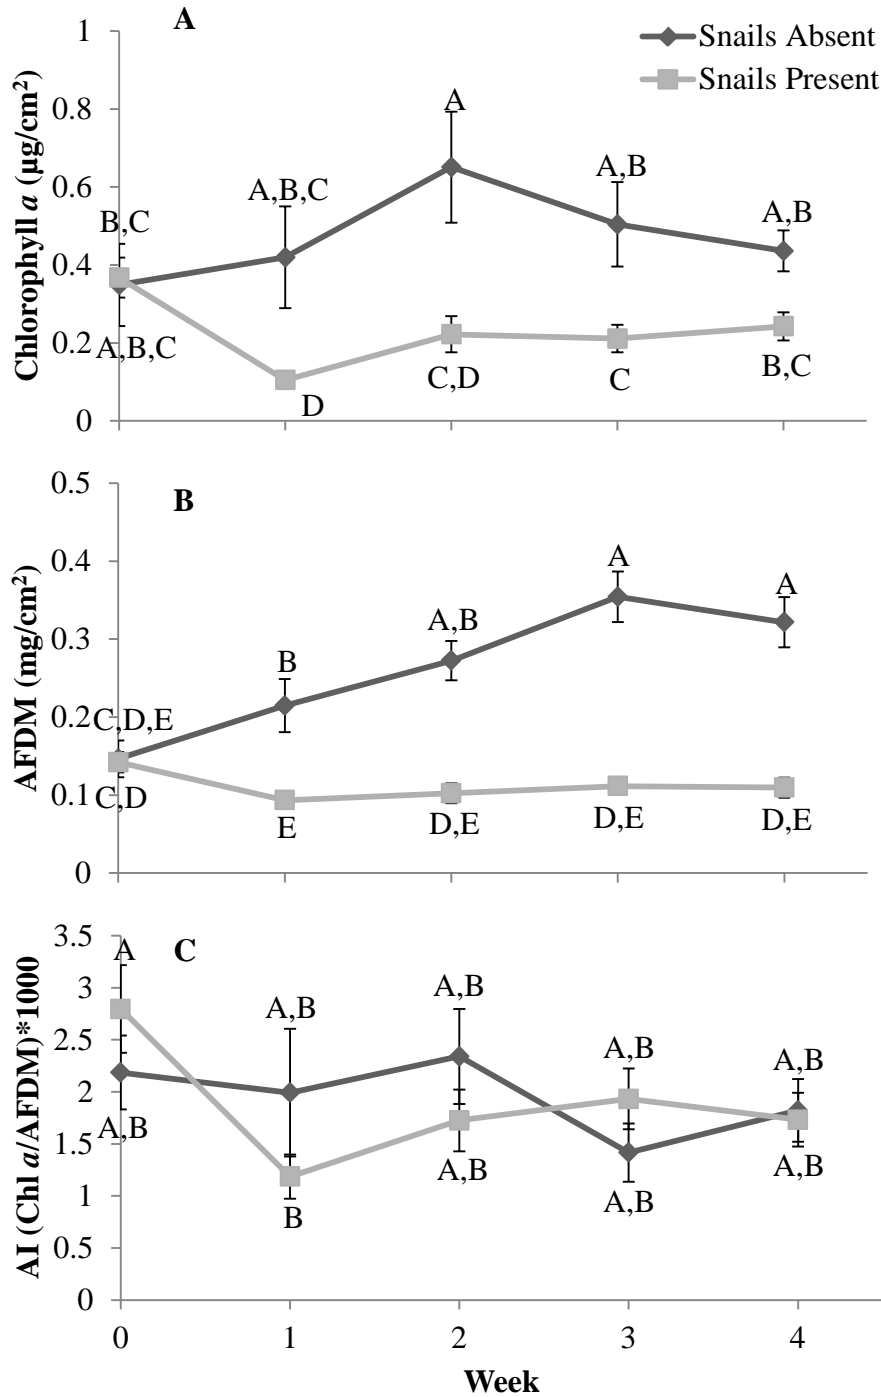 A
Snails Absent
Snails Present
Chlorophyll a (µg/cm²)
1
0.8
0.6
0.4
0.2
0
B,C
A,B,C
A
A,B
A,B
A,B,C
D
C,D
C
B,C
B
AFDM (mg/cm²)
0.5
0.4
0.3
0.2
0.1
0
C,D,E
B
A,B
A
A
C,D
E
D,E
D,E
D,E
C
AI (Chl a/AFDM)*1000
3.5
3
2.5
2
1.5
1
0.5
0
A
A,B
A,B
A,B
A,B
A,B
B
A,B
A,B
A,B
0 1 2 3 4
Week